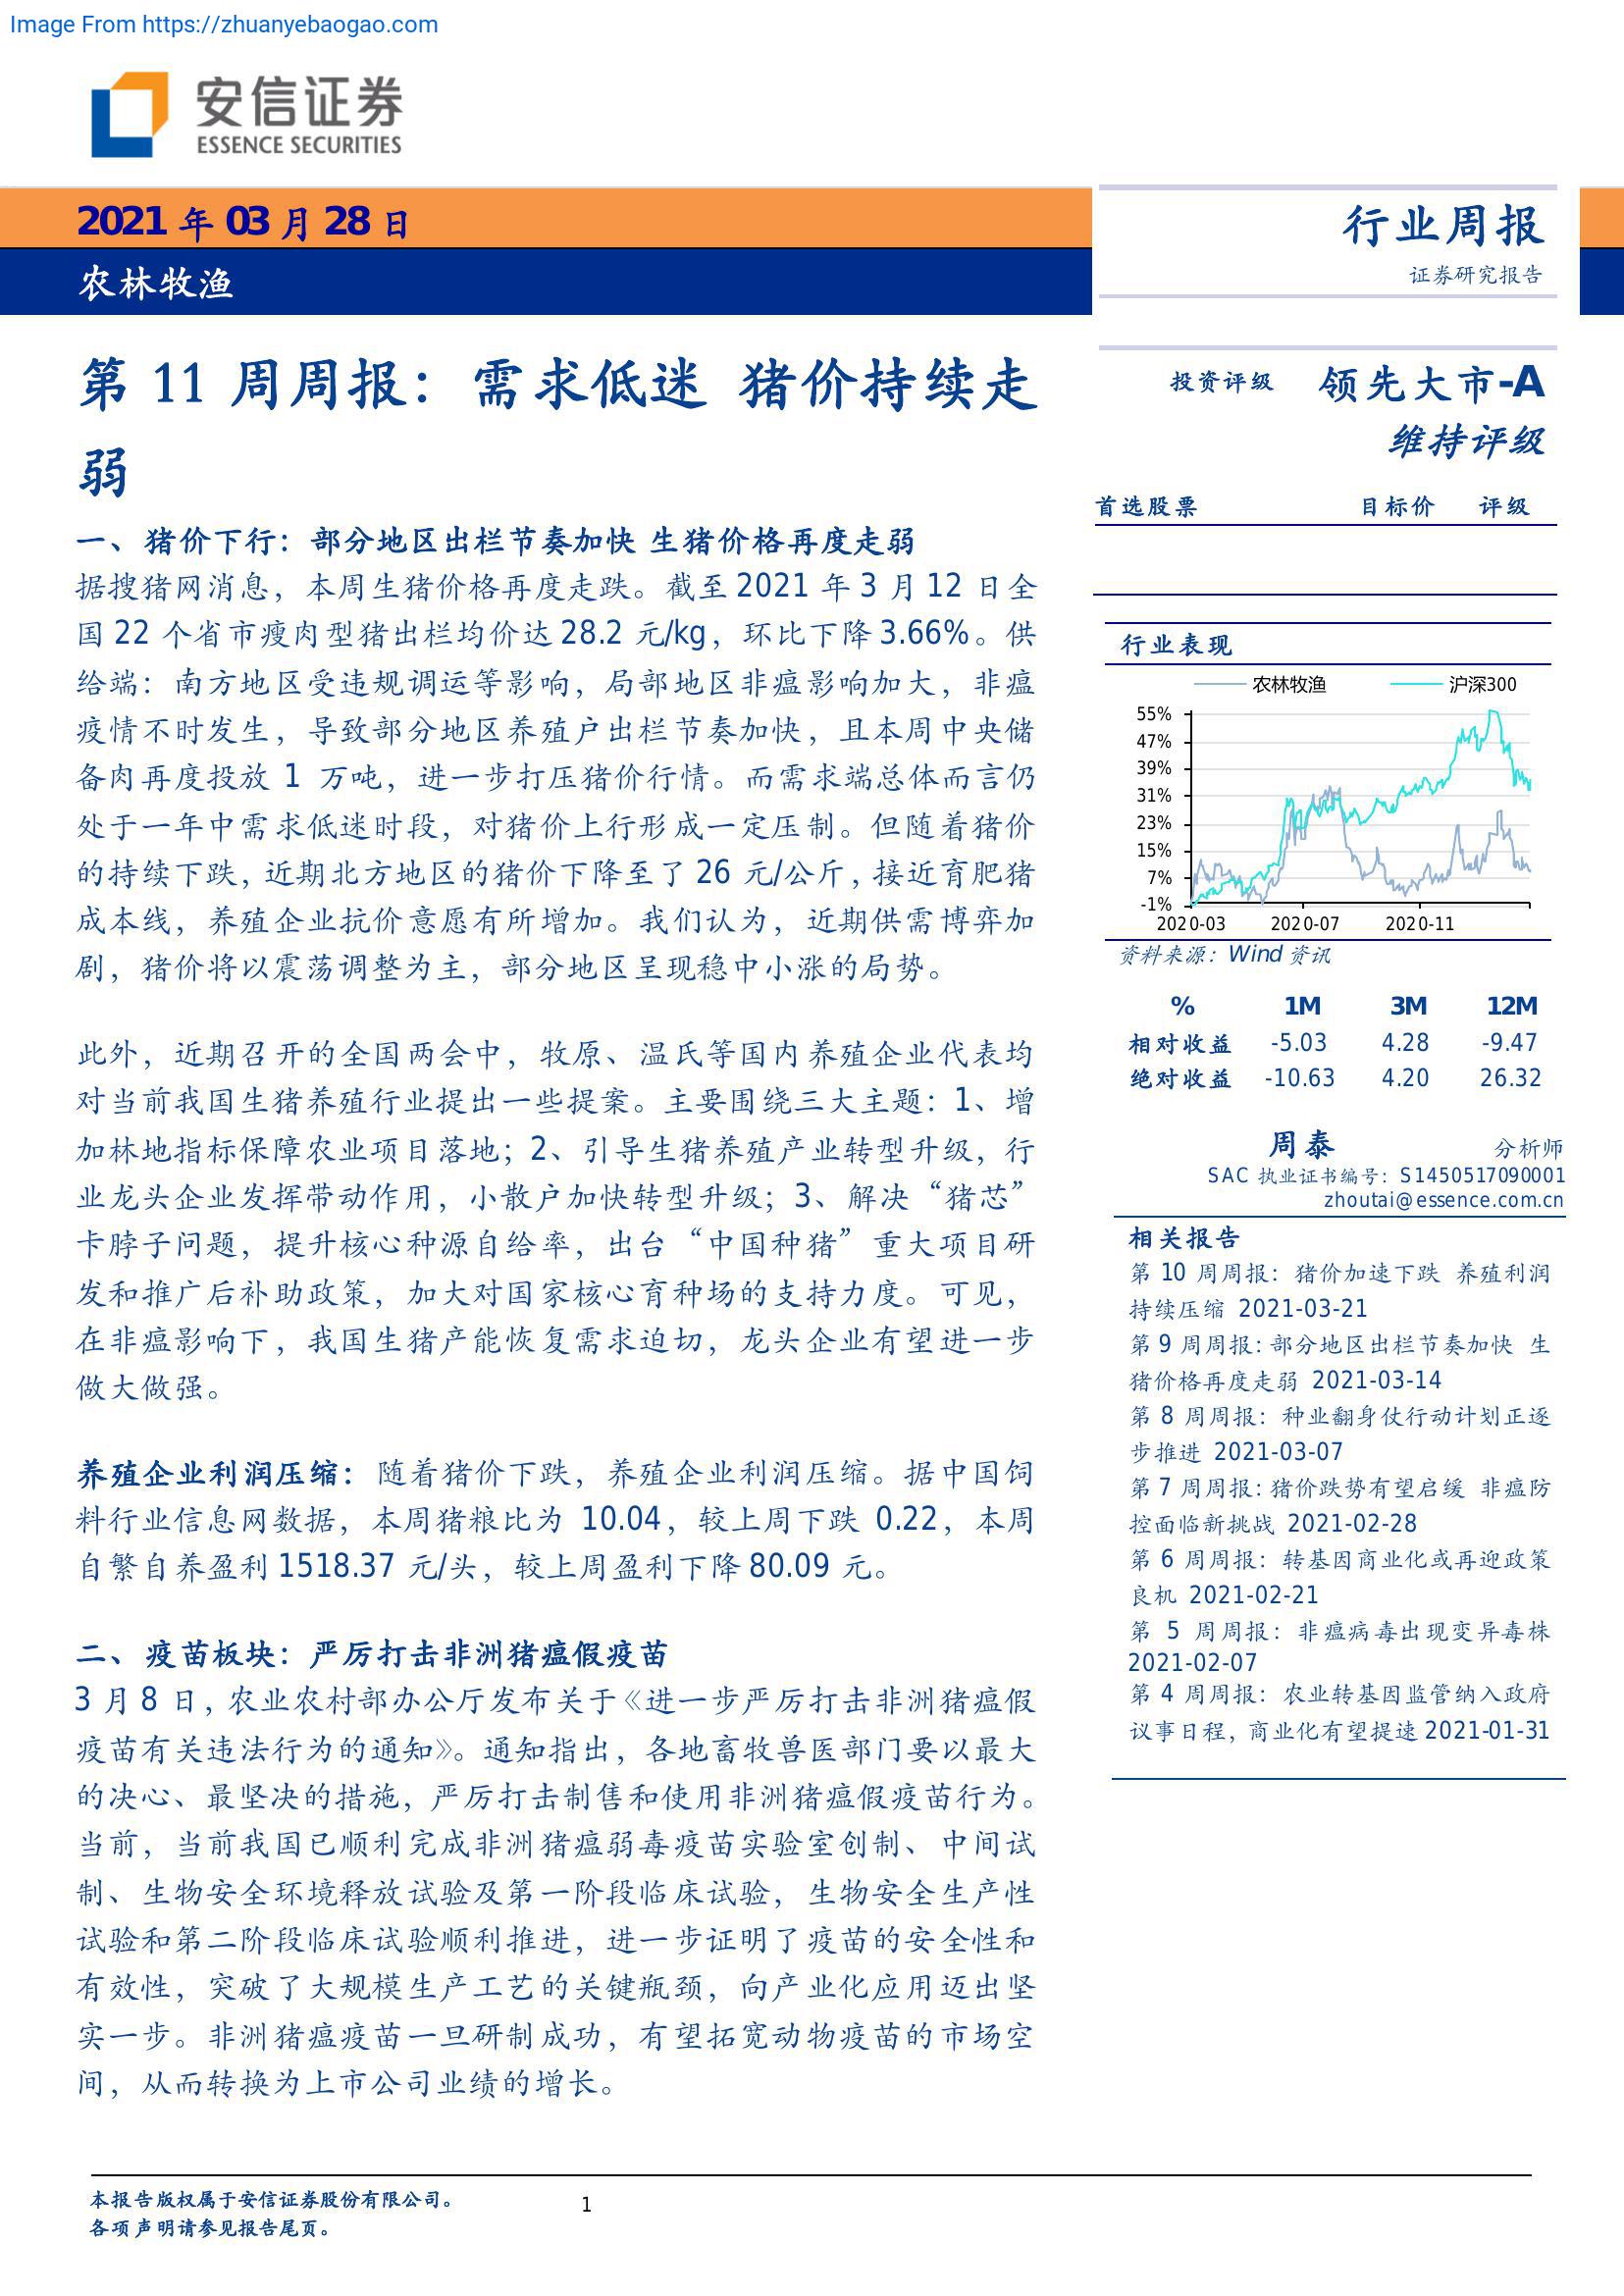 Image From https://zhuanyebaogao.com
安信证券
ESSENCE SECURITIES
2021 年 03 月 28 日
农林牧渔
行业周报
证券研究报告
第 11 周周报：需求低迷 猪价持续走
弱
一、猪价下行：部分地区出栏节奏加快 生猪价格再度走弱
据搜猪网消息，本周生猪价格再度走跌。截至 2021 年 3 月 12 日全
国 22 个省市瘦肉型猪出栏均价达 28.2 元/kg，环比下降 3.66%。供
给端：南方地区受违规调运等影响，局部地区非瘟影响加大，非瘟
疫情不时发生，导致部分地区养殖户出栏节奏加快，且本周中央储
备肉再度投放 1 万吨，进一步打压猪价行情。而需求端总体而言仍
处于一年中需求低迷时段，对猪价上行形成一定压制。但随着猪价
的持续下跌，近期北方地区的猪价下降至了 26 元/公斤，接近育肥猪
成本线，养殖企业抗价意愿有所增加。我们认为，近期供需博弈加
剧，猪价将以震荡调整为主，部分地区呈现稳中小涨的局势。
此外，近期召开的全国两会中，牧原、温氏等国内养殖企业代表均
对当前我国生猪养殖行业提出一些提案。主要围绕三大主题：1、增
加林地指标保障农业项目落地；2、引导生猪养殖产业转型升级，行
业龙头企业发挥带动作用，小散户加快转型升级；3、解决“猪芯”
卡脖子问题，提升核心种源自给率，出台“中国种猪”重大项目研
发和推广后补助政策，加大对国家核心育种场的支持力度。可见，
在非瘟影响下，我国生猪产能恢复需求迫切，龙头企业有望进一步
做大做强。
养殖企业利润压缩：随着猪价下跌，养殖企业利润压缩。据中国饲
料行业信息网数据，本周猪粮比为 10.04，较上周下跌 0.22，本周
自繁自养盈利 1518.37 元/头，较上周盈利下降 80.09 元。
二、疫苗板块：严厉打击非洲猪瘟假疫苗
3 月 8 日，农业农村部办公厅发布关于《进一步严厉打击非洲猪瘟假
疫苗有关违法行为的通知》。通知指出，各地畜牧兽医部门要以最大
的决心、最坚决的措施，严厉打击制售和使用非洲猪瘟假疫苗行为。
当前，当前我国已顺利完成非洲猪瘟弱毒疫苗实验室创制、中间试
制、生物安全环境释放试验及第一阶段临床试验，生物安全生产性
试验和第二阶段临床试验顺利推进，进一步证明了疫苗的安全性和
有效性，突破了大规模生产工艺的关键瓶颈，向产业化应用迈出坚
实一步。非洲猪瘟疫苗一旦研制成功，有望拓宽动物疫苗的市场空
间，从而转换为上市公司业绩的增长。
投资评级 领先大市-A
维持评级
首选股票 目标价 评级
行业表现
农林牧渔 沪深300
55%
47%
39%
31%
23%
15%
7%
-1%
2020-03 2020-07 2020-11
资料来源：Wind 资讯
% 1M 3M 12M
相对收益 -5.03 4.28 -9.47
绝对收益 -10.63 4.20 26.32
周泰 分析师
SAC 执业证书编号：S1450517090001
zhoutai@essence.com.cn
相关报告
第 10 周周报：猪价加速下跌 养殖利润
持续压缩 2021-03-21
第 9 周周报：部分地区出栏节奏加快 生
猪价格再度走弱 2021-03-14
第 8 周周报：种业翻身仗行动计划正逐
步推进 2021-03-07
第 7 周周报：猪价跌势有望启缓 非瘟防
控面临新挑战 2021-02-28
第 6 周周报：转基因商业化或再迎政策
良机 2021-02-21
第 5 周周报：非瘟病毒出现变异毒株
2021-02-07
第 4 周周报：农业转基因监管纳入政府
议事日程，商业化有望提速 2021-01-31
本报告版权属于安信证券股份有限公司。
各项声明请参见报告尾页。
1